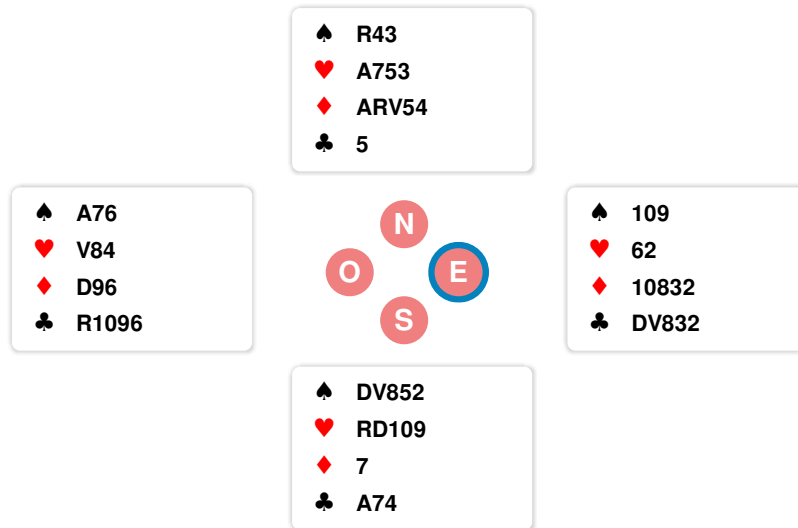 ♠ R43
♥ A753
♦ ARV54
♣ 5
♠ A76
♥ V84
♦ D96
♣ R1096
N
O
E
S
♠ 109
♥ 62
♦ 10832
♣ DV832
♠ DV852
♥ RD109
♦ 7
♣ A74